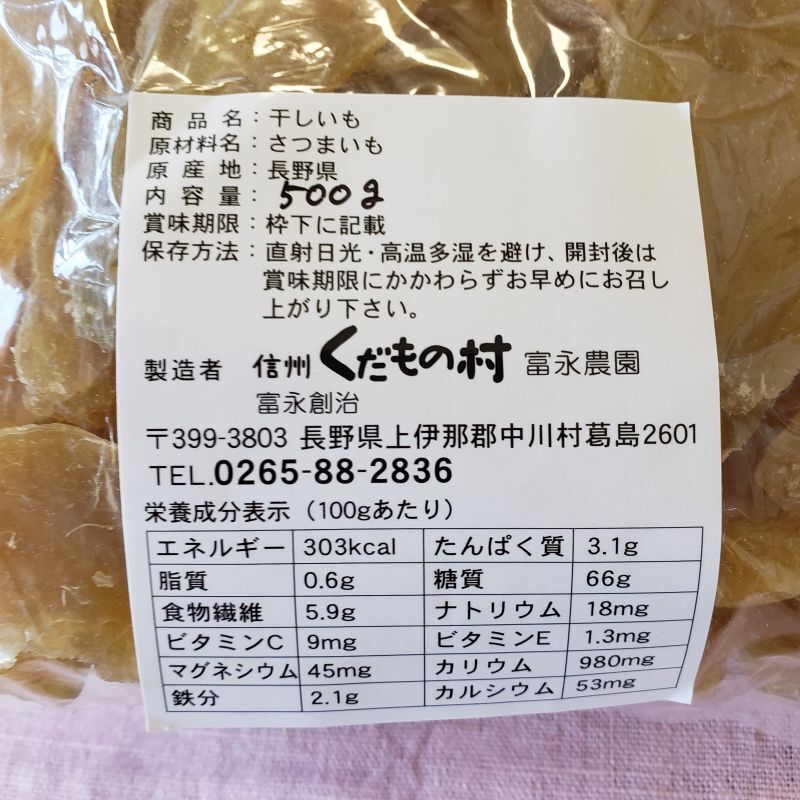 商品名：干しいも
原材料名：さつまいも
原産地：長野県
内容量：500g
賞味期限：枠下に記載
保存方法：直射日光・高温多湿を避け、開封後は
賞味期限にかかわらずお早めにお召し
上がり下さい。
製造者 信州くだもの村 富永農園
富永創治
〒399-3803 長野県上伊那郡中川村葛島2601
TEL.0265-88-2836
栄養成分表示（100gあたり）
エネルギー 303kcal たんぱく質 3.1g
脂質 0.6g 糖質 66g
食物繊維 5.9g ナトリウム 18mg
ビタミンC 9mg ビタミンE 1.3mg
マグネシウム 45mg カリウム 980mg
鉄分 2.1g カルシウム 53mg